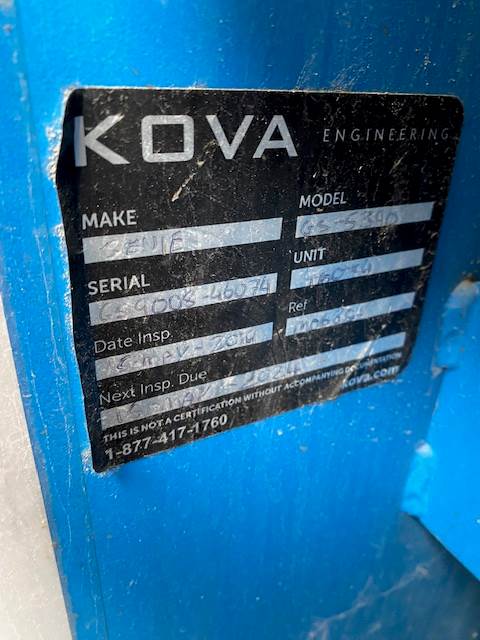 KOVA ENGINEERING
MAKE MODEL
GENIE GS-5390
SERIAL UNIT
GS9008-46074
Date Insp. Ref
Next Insp. Due
THIS IS NOT A CERTIFICATION WITHOUT ACCOMPANYING DOCUMENTATION
1-877-417-1760 kova.com